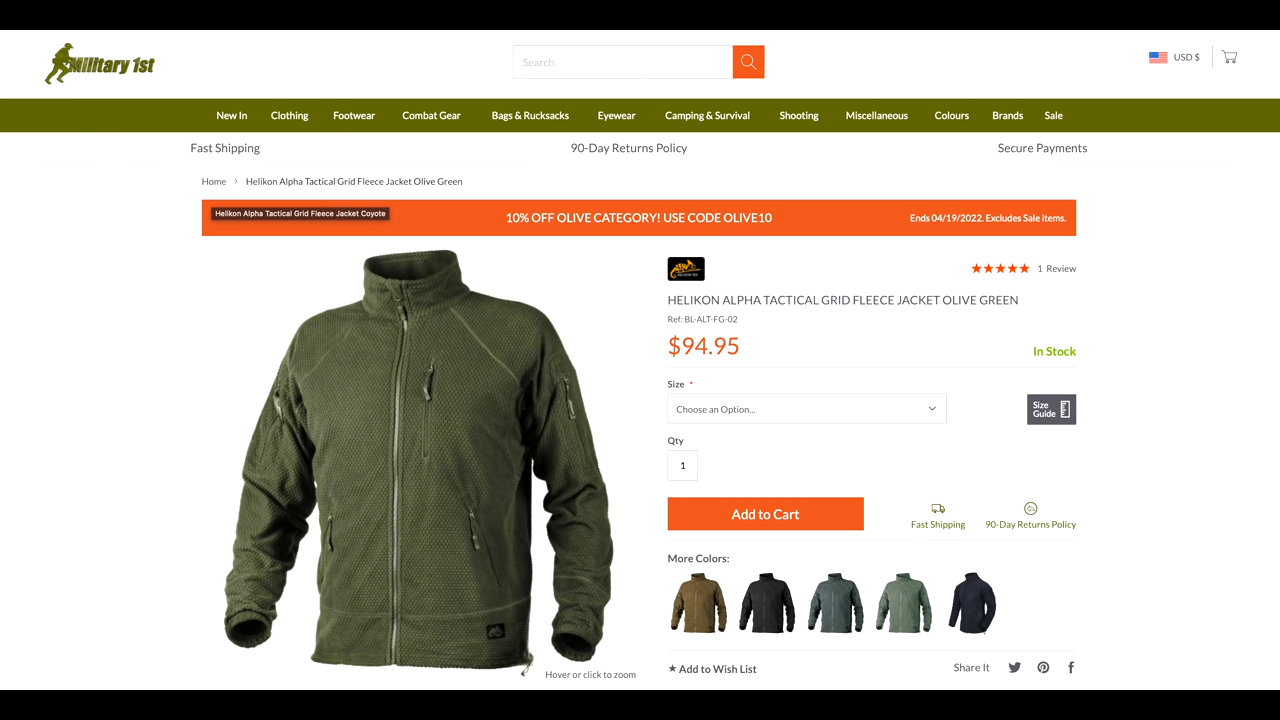 Military 1st
Search
USD $
New In Clothing Footwear Combat Gear Bags & Rucksacks Eyewear Camping & Survival Shooting Miscellaneous Colours Brands Sale
Fast Shipping 90-Day Returns Policy Secure Payments
Home > Helikon Alpha Tactical Grid Fleece Jacket Olive Green
Helikon Alpha Tactical Grid Fleece Jacket Coyote
10% OFF OLIVE CATEGORY! USE CODE OLIVE10
Ends 04/19/2022. Excludes Sale items.
HELIKON-TEX
1 Review
HELIKON ALPHA TACTICAL GRID FLEECE JACKET OLIVE GREEN
Ref: BL-ALT-FG-02
$94.95
In Stock
Size *
Choose an Option...
Size
Guide
Qty
1
Add to Cart
Fast Shipping
90-Day Returns Policy
More Colors:
★ Add to Wish List
Share It
Hover or click to zoom